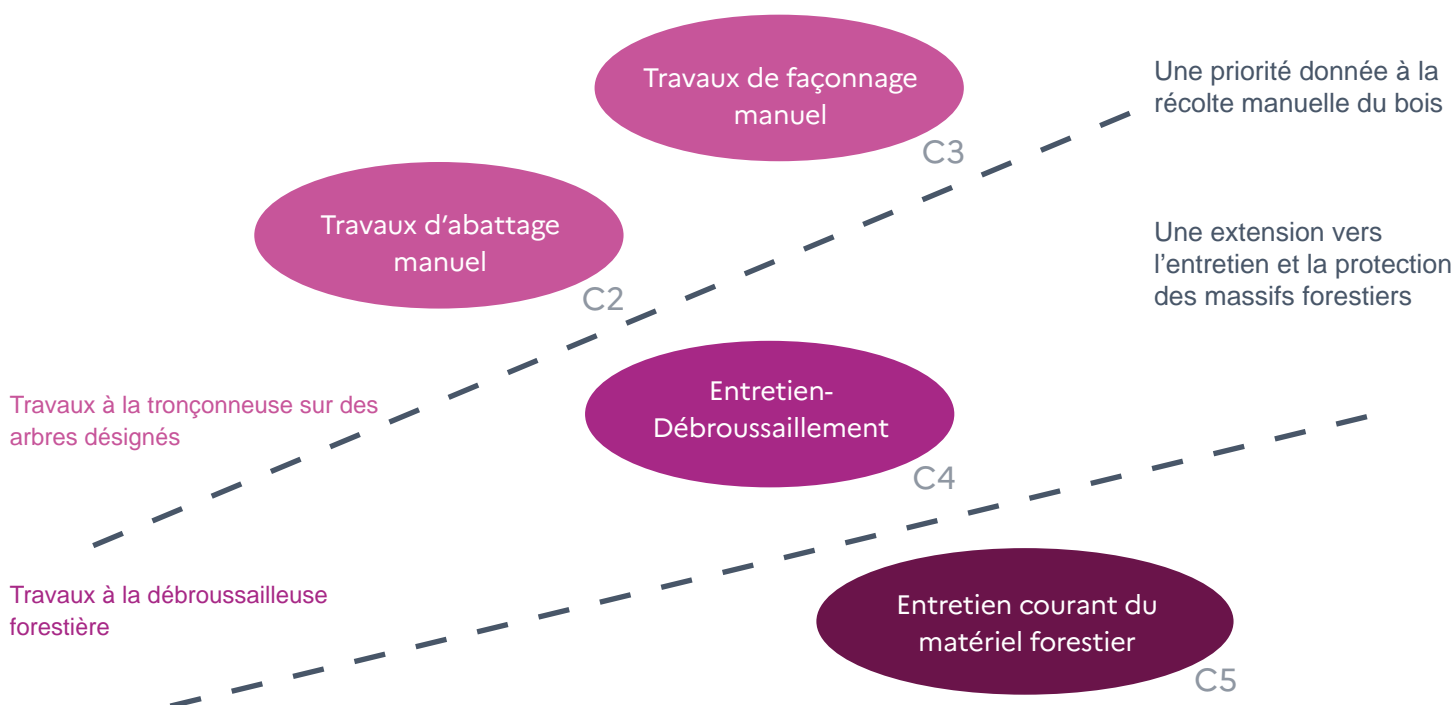 Travaux de façonnage
manuel
C3
Une priorité donnée à la
récolte manuelle du bois
Travaux d'abattage
manuel
C2
Une extension vers
l'entretien et la protection
des massifs forestiers
Travaux à la tronçonneuse sur des
arbres désignés
Entretien-
Débroussaillement
C4
Travaux à la débroussailleuse
forestière
Entretien courant du
matériel forestier
C5